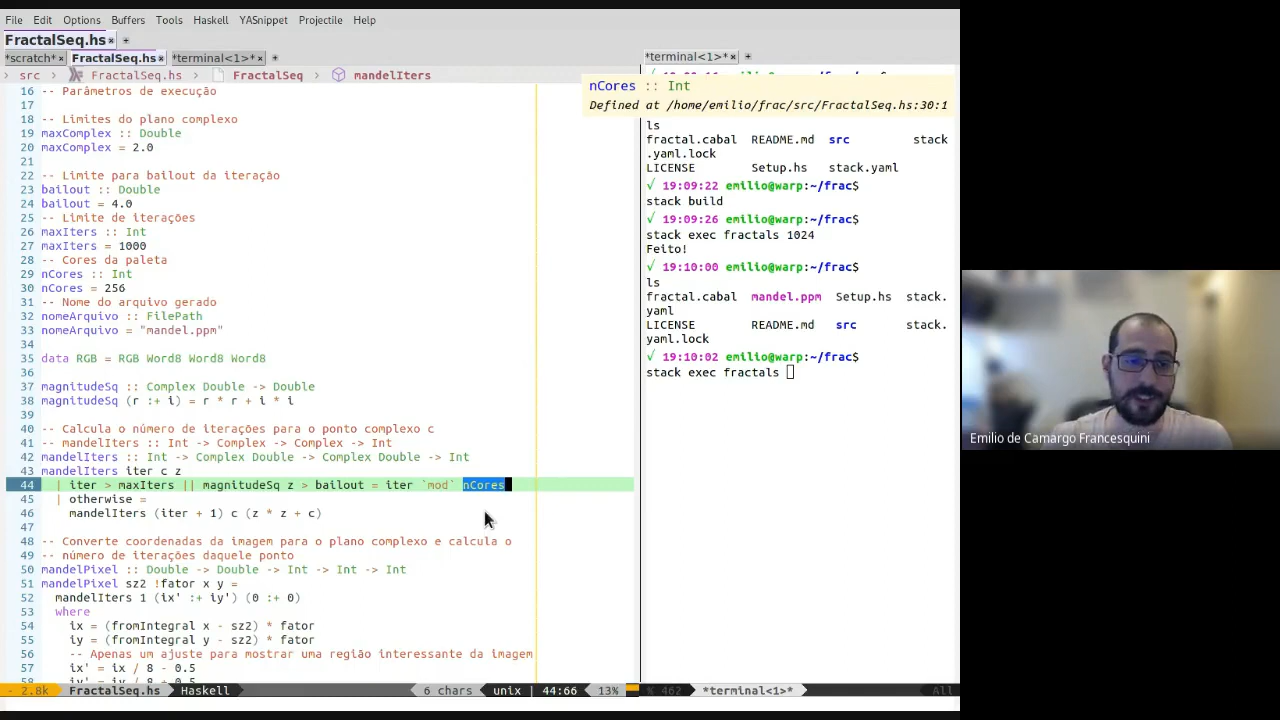 File Edit Options Buffers Tools Haskell YASnippet Projectile Help
FractalSeq.hs× +
*scratch*× FractalSeq.hs× *terminal<1>*× +
› src › FractalSeq.hs › FractalSeq › mandelIters
16 -- Parâmetros de execução
17
18 -- Limites do plano complexo
19 maxComplex :: Double
20 maxComplex = 2.0
21
22 -- Limite para bailout da iteração
23 bailout :: Double
24 bailout = 4.0
25 -- Limite de iterações
26 maxIters :: Int
27 maxIters = 1000
28 -- Cores da paleta
29 nCores :: Int
30 nCores = 256
31 -- Nome do arquivo gerado
32 nomeArquivo :: FilePath
33 nomeArquivo = "mandel.ppm"
34
35 data RGB = RGB Word8 Word8 Word8
36
37 magnitudeSq :: Complex Double -> Double
38 magnitudeSq (r :+ i) = r * r + i * i
39
40 -- Calcula o número de iterações para o ponto complexo c
41 -- mandelIters :: Int -> Complex -> Complex -> Int
42 mandelIters :: Int -> Complex Double -> Complex Double -> Int
43 mandelIters iter c z
44 | iter > maxIters || magnitudeSq z > bailout = iter `mod` nCores
45 | otherwise =
46 mandelIters (iter + 1) c (z * z + c)
47
48 -- Converte coordenadas da imagem para o plano complexo e calcula o
49 -- número de iterações daquele ponto
50 mandelPixel :: Double -> Double -> Int -> Int -> Int
51 mandelPixel sz2 !fator x y =
52 mandelIters 1 (ix' :+ iy') (0 :+ 0)
53 where
54 ix = (fromIntegral x - sz2) * fator
55 iy = (fromIntegral y - sz2) * fator
56 -- Apenas um ajuste para mostrar uma região interessante da imagem
57 ix' = ix / 8 - 0.5
58 iy' = iy / 8 + 0.5
- 2.8k FractalSeq.hs Haskell 6 chars unix | 44:66 13%
*terminal<1>*× +
nCores :: Int
Defined at /home/emilio/frac/src/FractalSeq.hs:30:1
ls
fractal.cabal README.md src stack
.yaml.lock
LICENSE Setup.hs stack.yaml
√ 19:09:22 emilio@warp:~/frac$
stack build
√ 19:09:26 emilio@warp:~/frac$
stack exec fractals 1024
Feito!
√ 19:10:00 emilio@warp:~/frac$
ls
fractal.cabal mandel.ppm Setup.hs stack.
yaml
LICENSE README.md src stack.
yaml.lock
√ 19:10:02 emilio@warp:~/frac$
stack exec fractals
% 462 *terminal<1>* All
Emilio de Camargo Francesquini